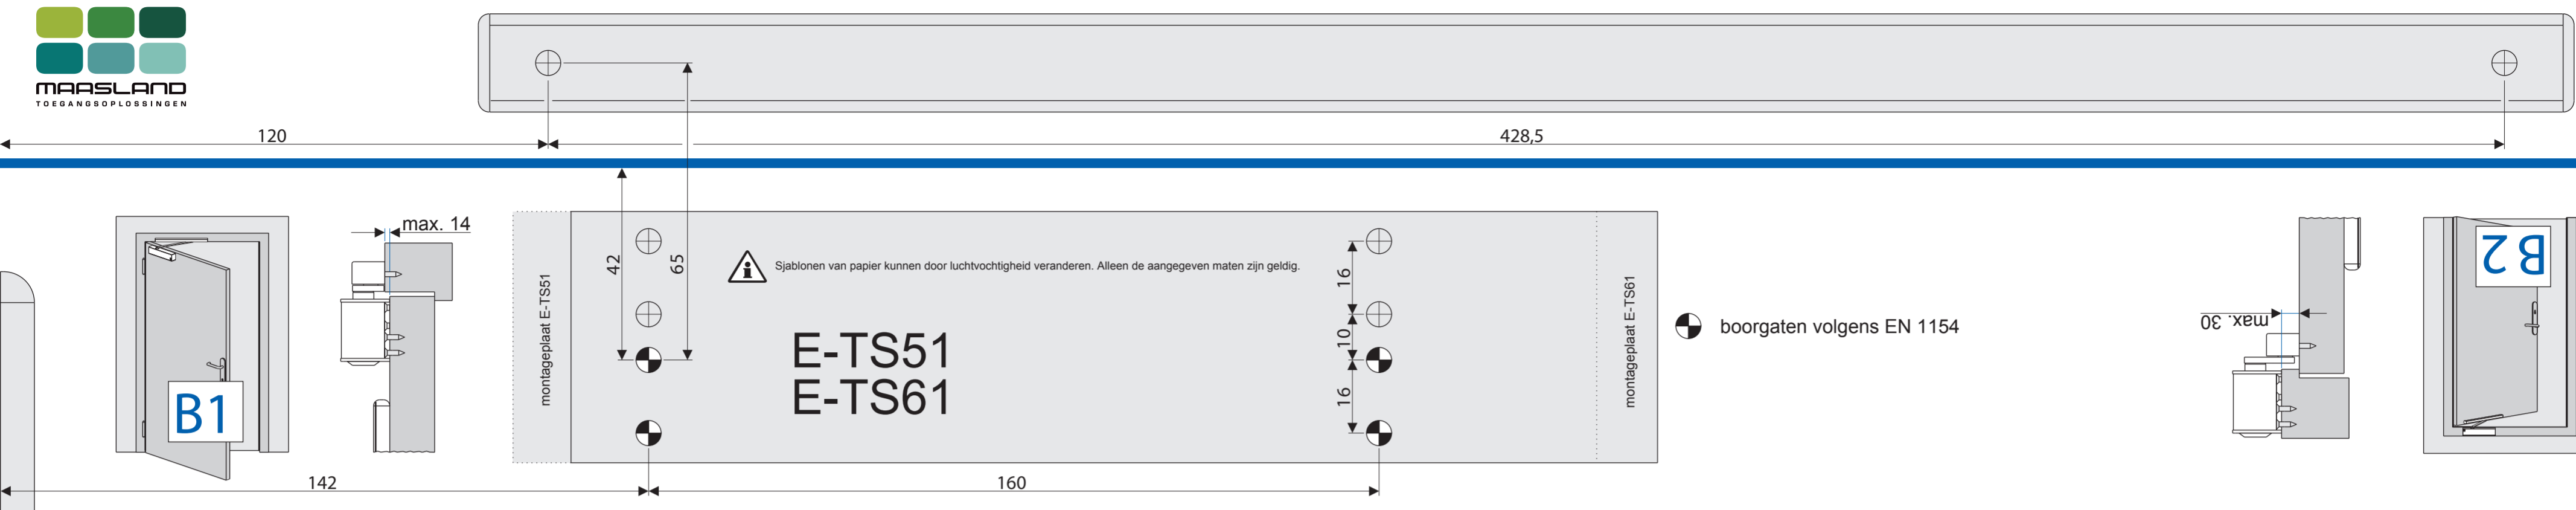 MAASLAND
TOEGANGSOPLOSSINGEN
120
428,5
max. 14
42
65
montageplaat E-TS51
Sjablonen van papier kunnen door luchtvochtigheid veranderen. Alleen de aangegeven maten zijn geldig.
E-TS51
E-TS61
16
10
16
montageplaat E-TS61
boorgaten volgens EN 1154
max. 30
B 2
B1
142
160